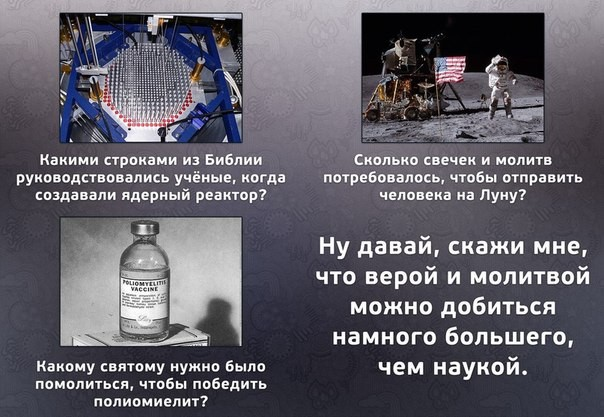 Какими строками из Библии
руководствовались учёные, когда
создавали ядерный реактор?
Сколько свечек и молитв
потребовалось, чтобы отправить
человека на Луну?
POLIOMYELITIS
VACCINE
Какому святому нужно было
помолиться, чтобы победить
полиомиелит?
Ну давай, скажи мне,
что верой и молитвой
можно добиться
намного большего,
чем наукой.